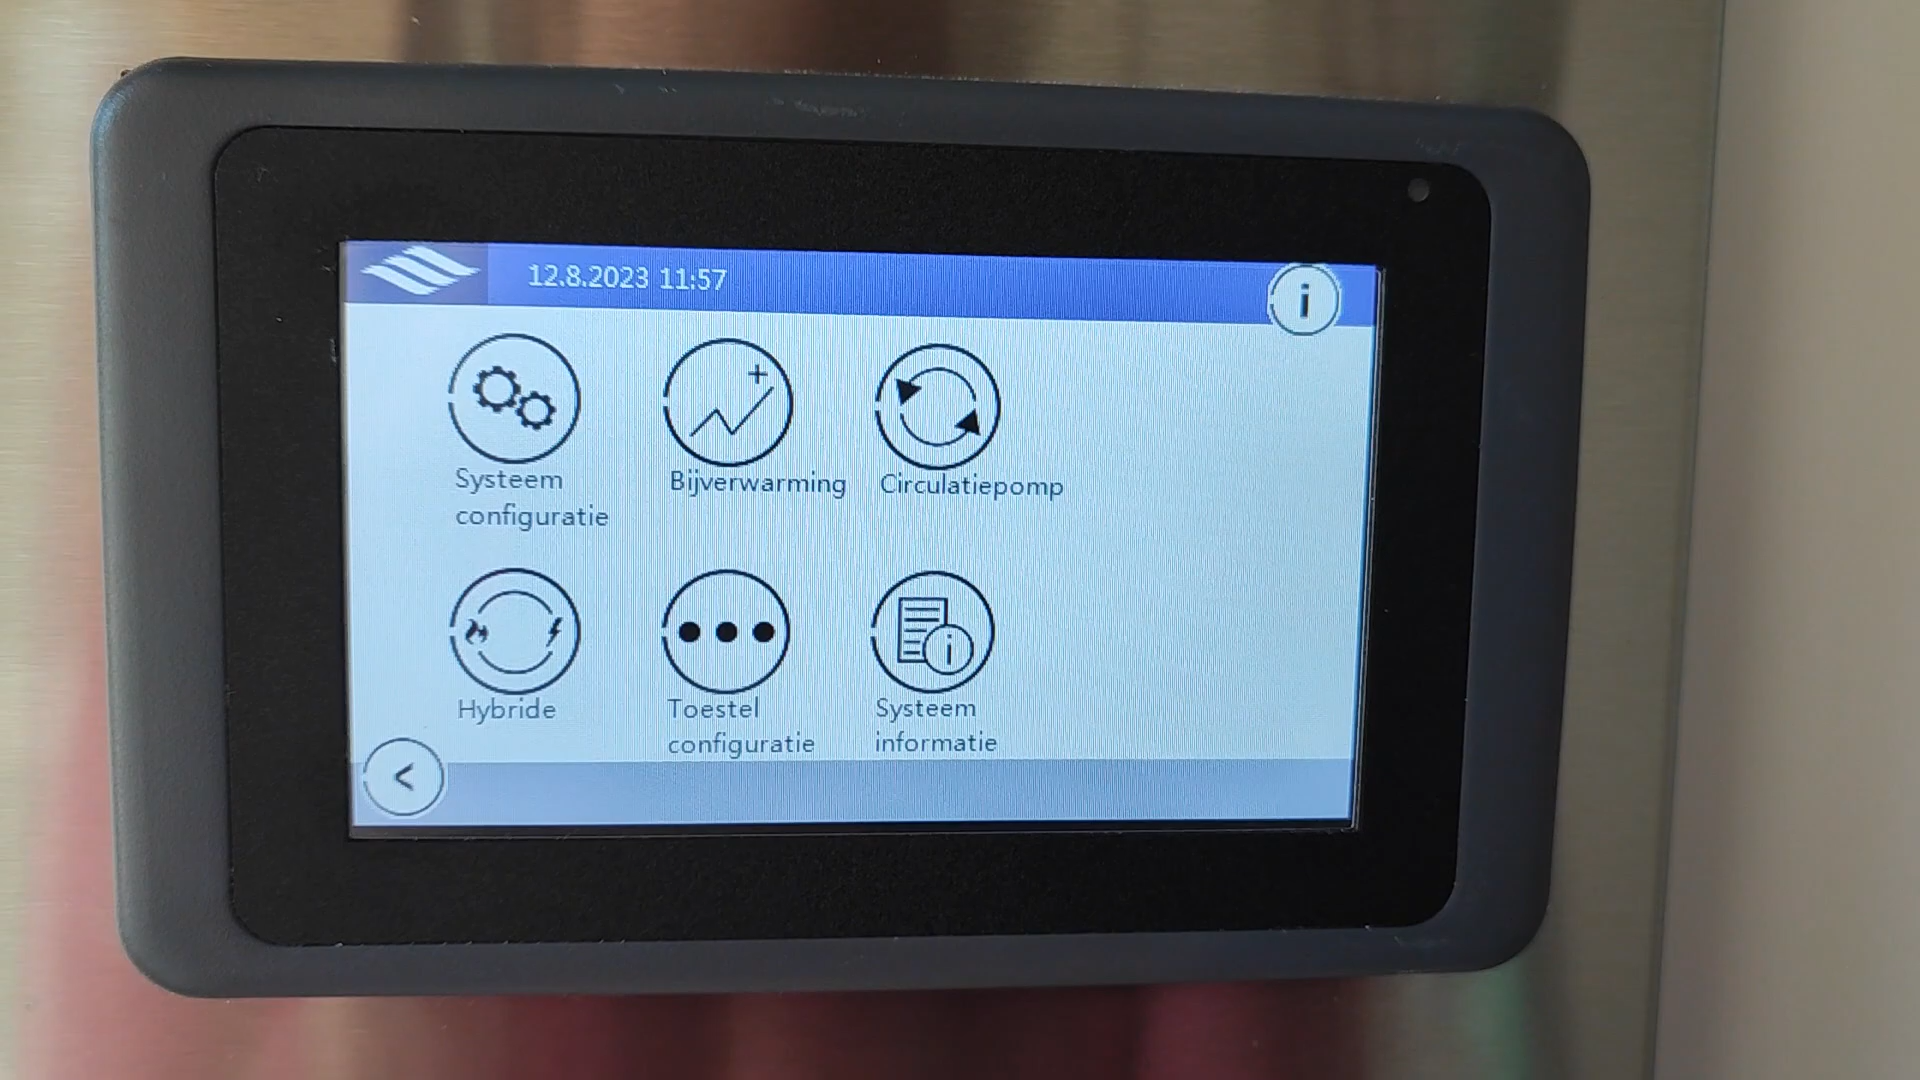 12.8.2023 11:57
i
Systeem
configuratie
Bijverwarming
Circulatiepomp
Hybride
Toestel
configuratie
Systeem
informatie
<